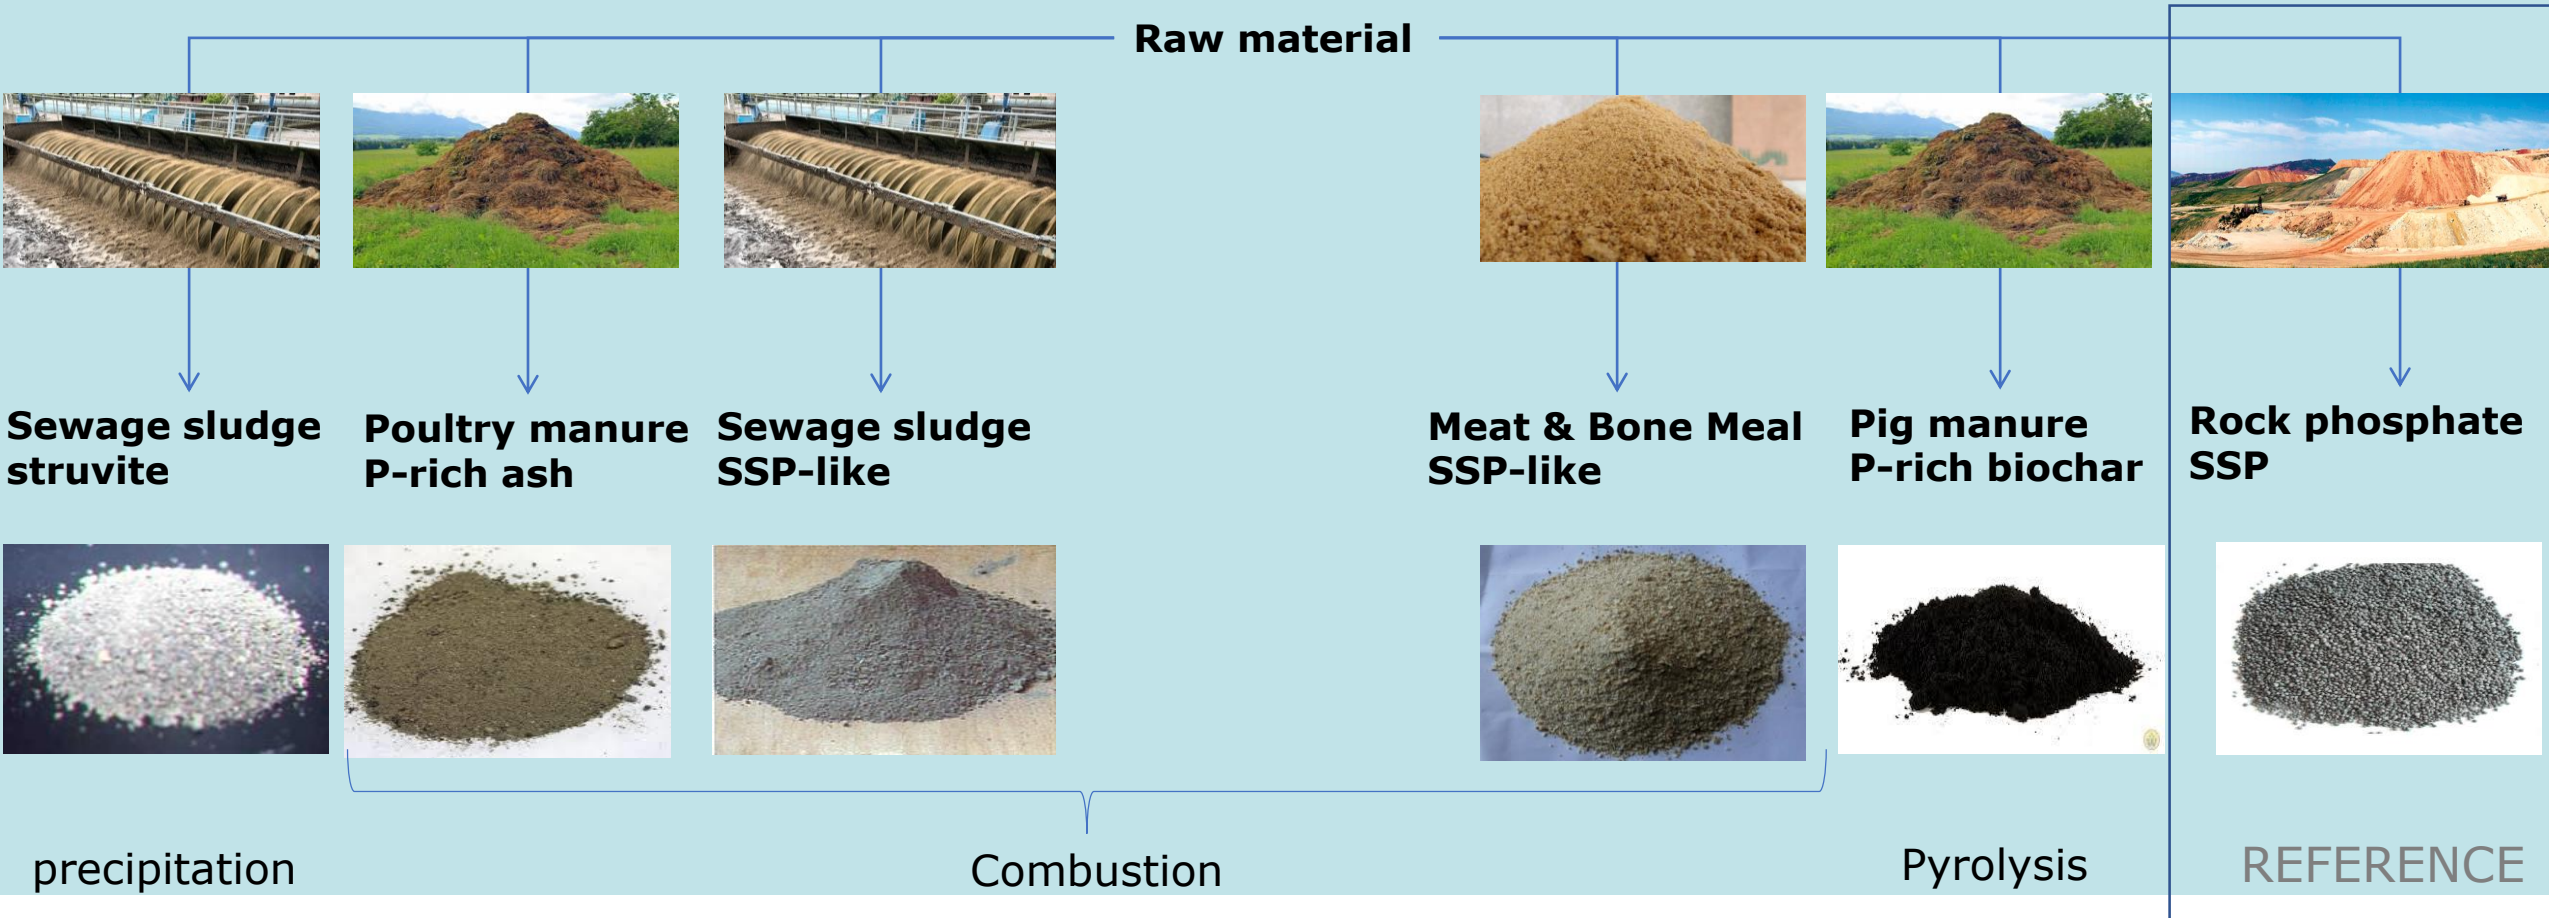 Raw material
Sewage sludge
struvite
Poultry manure
P-rich ash
Sewage sludge
SSP-like
Meat & Bone Meal
SSP-like
Pig manure
P-rich biochar
Rock phosphate
SSP
precipitation
Combustion
Pyrolysis
REFERENCE